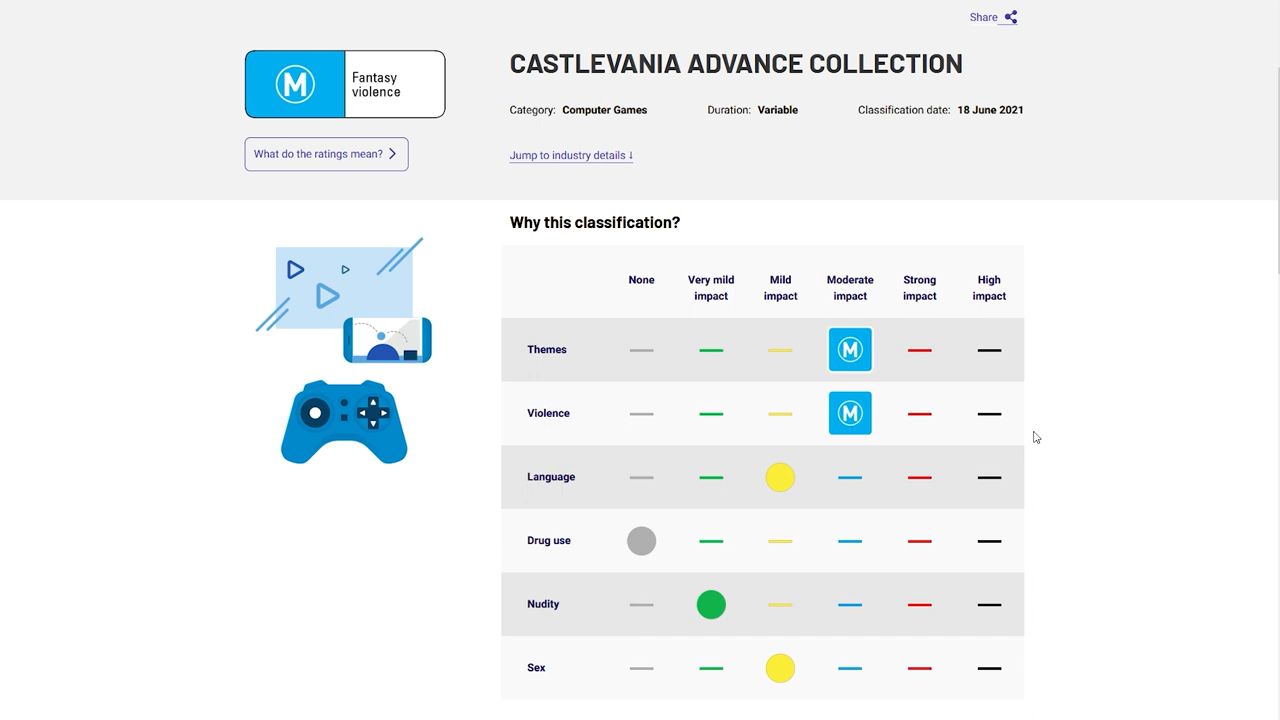 Share
M
Fantasy
violence
CASTLEVANIA ADVANCE COLLECTION
Category: Computer Games
Duration: Variable
Classification date: 18 June 2021
What do the ratings mean?
Jump to industry details ↓
Why this classification?
None
Very mild
impact
Mild
impact
Moderate
impact
Strong
impact
High
impact
Themes
M
Violence
M
Language
Drug use
Nudity
Sex